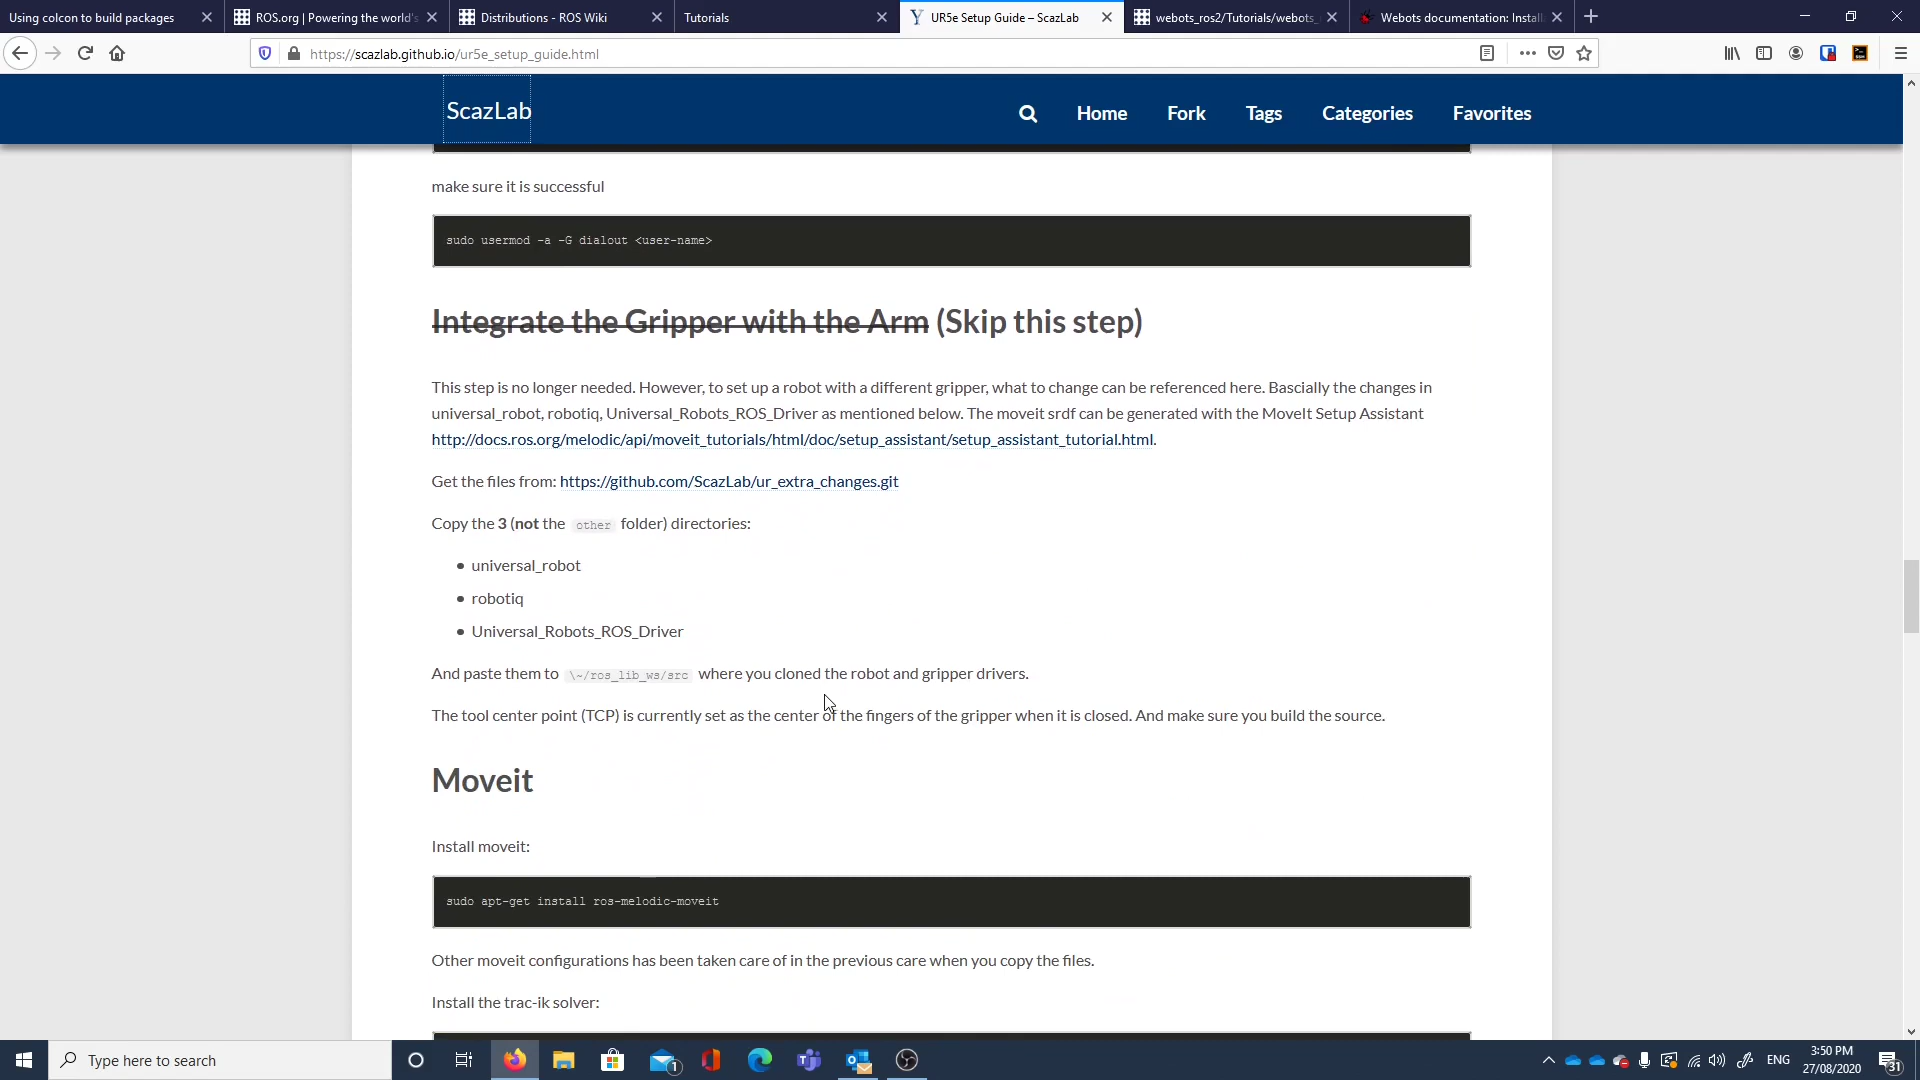 Using colcon to build packages
ROS.org | Powering the world's
Distributions - ROS Wiki
Tutorials
UR5e Setup Guide – ScazLab
webots_ros2/Tutorials/webots_
Webots documentation: Install
https://scazlab.github.io/ur5e_setup_guide.html
ScazLab
Home
Fork
Tags
Categories
Favorites
make sure it is successful
sudo usermod -a -G dialout <user-name>
Integrate the Gripper with the Arm (Skip this step)
This step is no longer needed. However, to set up a robot with a different gripper, what to change can be referenced here. Bascially the changes in
universal_robot, robotiq, Universal_Robots_ROS_Driver as mentioned below. The moveit srdf can be generated with the MoveIt Setup Assistant
http://docs.ros.org/melodic/api/moveit_tutorials/html/doc/setup_assistant/setup_assistant_tutorial.html.
Get the files from: https://github.com/ScazLab/ur_extra_changes.git
Copy the 3 (not the other folder) directories:
• universal_robot
• robotiq
• Universal_Robots_ROS_Driver
And paste them to \~/ros_lib_ws/src where you cloned the robot and gripper drivers.
The tool center point (TCP) is currently set as the center of the fingers of the gripper when it is closed. And make sure you build the source.
Moveit
Install moveit:
sudo apt-get install ros-melodic-moveit
Other moveit configurations has been taken care of in the previous care when you copy the files.
Install the trac-ik solver:
Type here to search
1
ENG
3:50 PM
27/08/2020
31